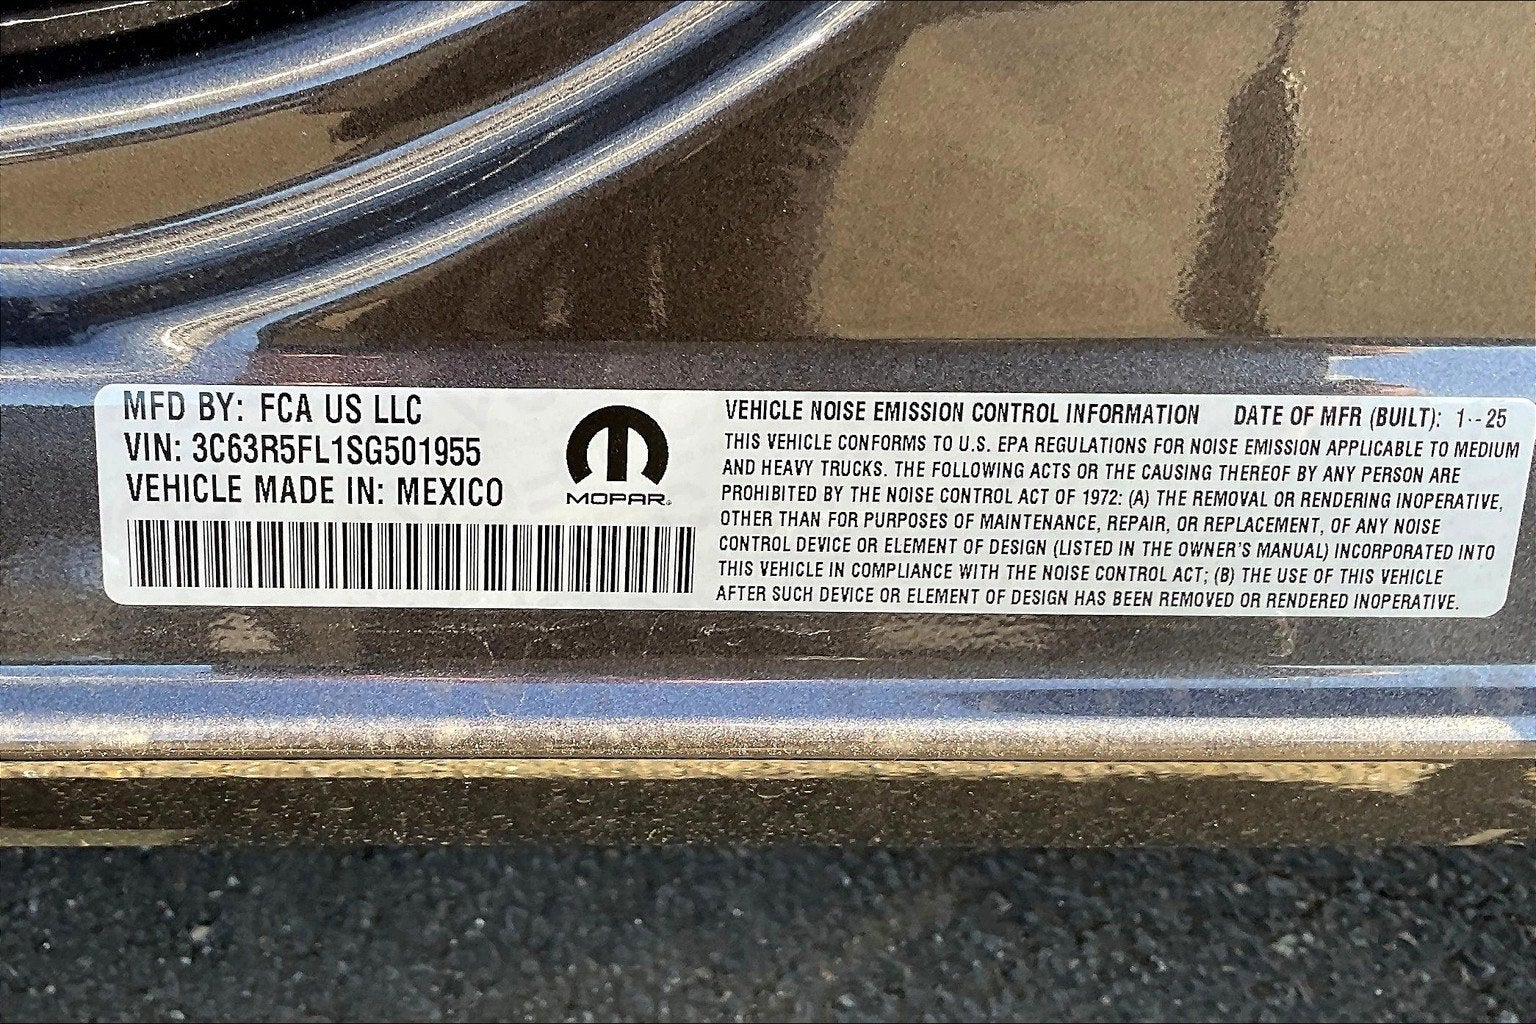 MFD BY: FCA US LLC
VIN: 3C63R5FL1SG501955
VEHICLE MADE IN: MEXICO
MOPAR®
VEHICLE NOISE EMISSION CONTROL INFORMATION DATE OF MFR (BUILT): 1--25
THIS VEHICLE CONFORMS TO U.S. EPA REGULATIONS FOR NOISE EMISSION APPLICABLE TO MEDIUM
AND HEAVY TRUCKS. THE FOLLOWING ACTS OR THE CAUSING THEREOF BY ANY PERSON ARE
PROHIBITED BY THE NOISE CONTROL ACT OF 1972: (A) THE REMOVAL OR RENDERING INOPERATIVE,
OTHER THAN FOR PURPOSES OF MAINTENANCE, REPAIR, OR REPLACEMENT, OF ANY NOISE
CONTROL DEVICE OR ELEMENT OF DESIGN (LISTED IN THE OWNER'S MANUAL) INCORPORATED INTO
THIS VEHICLE IN COMPLIANCE WITH THE NOISE CONTROL ACT; (B) THE USE OF THIS VEHICLE
AFTER SUCH DEVICE OR ELEMENT OF DESIGN HAS BEEN REMOVED OR RENDERED INOPERATIVE.